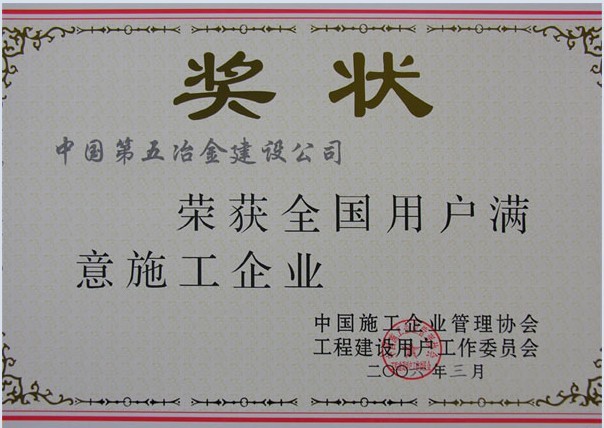 奖状
中国第五冶金建设公司
荣获全国用户满
意施工企业
中国施工企业管理协会
工程建设用户工作委员会
二〇〇六年三月